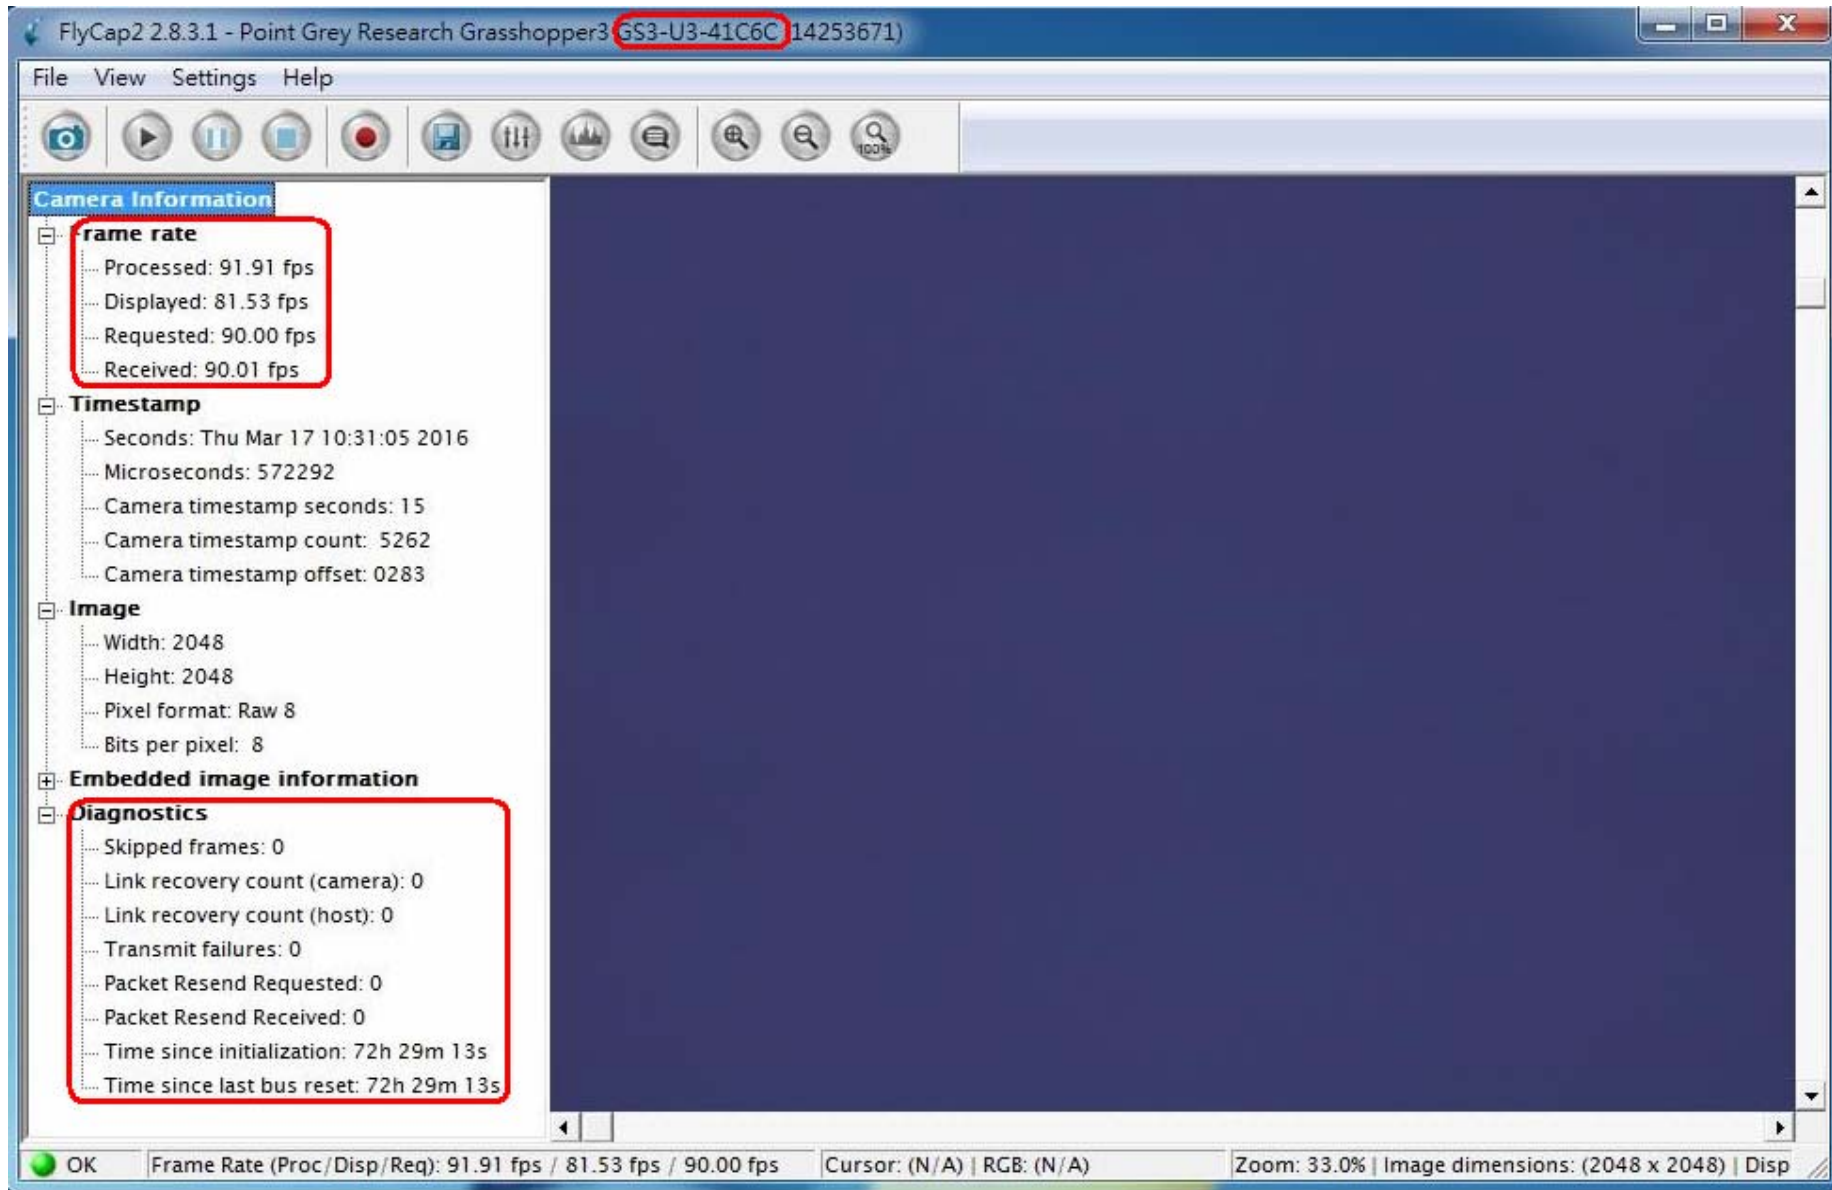 FlyCap2 2.8.3.1 - Point Grey Research Grasshopper3 GS3-U3-41C6C (14253671)
File View Settings Help
100%
Camera Information
Frame rate
Processed: 91.91 fps
Displayed: 81.53 fps
Requested: 90.00 fps
Received: 90.01 fps
Timestamp
Seconds: Thu Mar 17 10:31:05 2016
Microseconds: 572292
Camera timestamp seconds: 15
Camera timestamp count: 5262
Camera timestamp offset: 0283
Image
Width: 2048
Height: 2048
Pixel format: Raw 8
Bits per pixel: 8
Embedded image information
Diagnostics
Skipped frames: 0
Link recovery count (camera): 0
Link recovery count (host): 0
Transmit failures: 0
Packet Resend Requested: 0
Packet Resend Received: 0
Time since initialization: 72h 29m 13s
Time since last bus reset: 72h 29m 13s
OK Frame Rate (Proc/Disp/Req): 91.91 fps / 81.53 fps / 90.00 fps Cursor: (N/A) | RGB: (N/A) Zoom: 33.0% | Image dimensions: (2048 x 2048) | Disp